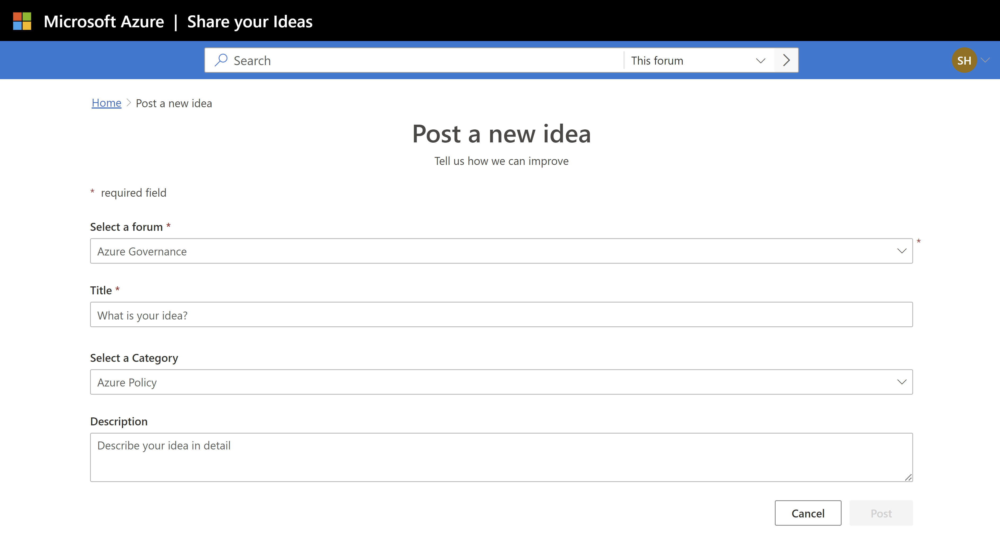 Microsoft Azure | Share your Ideas
Search
This forum
SH
Home > Post a new idea
Post a new idea
Tell us how we can improve
* required field
Select a forum *
Azure Governance
*
Title *
What is your idea?
Select a Category
Azure Policy
Description
Describe your idea in detail
Cancel
Post